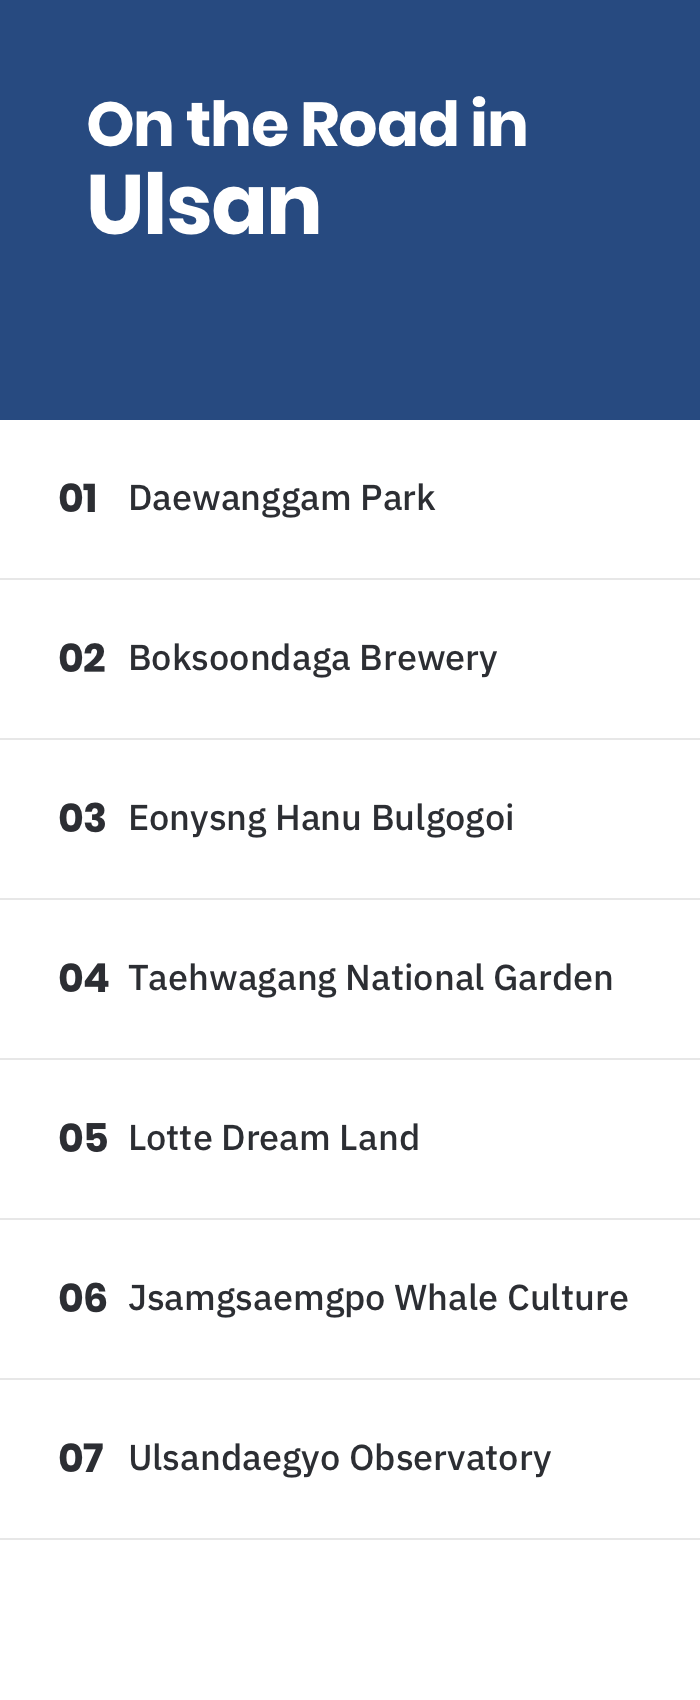 On the Road in
Ulsan
01 Daewanggam Park
02 Boksoondaga Brewery
03 Eonysng Hanu Bulgogoi
04 Taehwagang National Garden
05 Lotte Dream Land
06 Jsamgsaemgpo Whale Culture
07 Ulsandaegyo Observatory